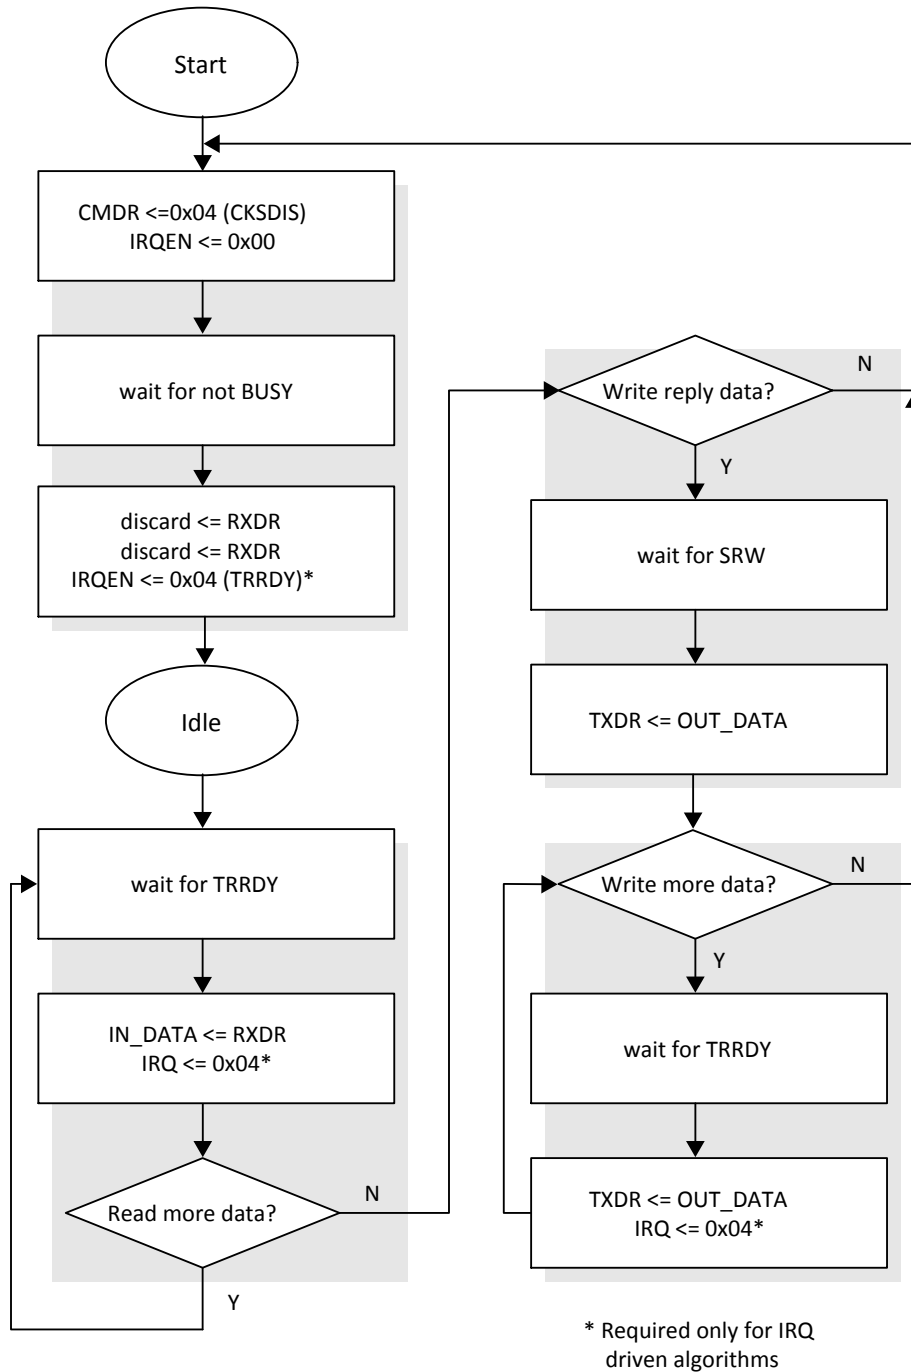 Start
CMDR <=0x04 (CKSDIS)
IRQEN <= 0x00
wait for not BUSY
discard <= RXDR
discard <= RXDR
IRQEN <= 0x04 (TRRDY)*
Idle
wait for TRRDY
IN_DATA <= RXDR
IRQ <= 0x04*
Read more data?
N
Y
Write reply data?
N
Y
wait for SRW
TXDR <= OUT_DATA
Write more data?
N
Y
wait for TRRDY
TXDR <= OUT_DATA
IRQ <= 0x04*
* Required only for IRQ
driven algorithms